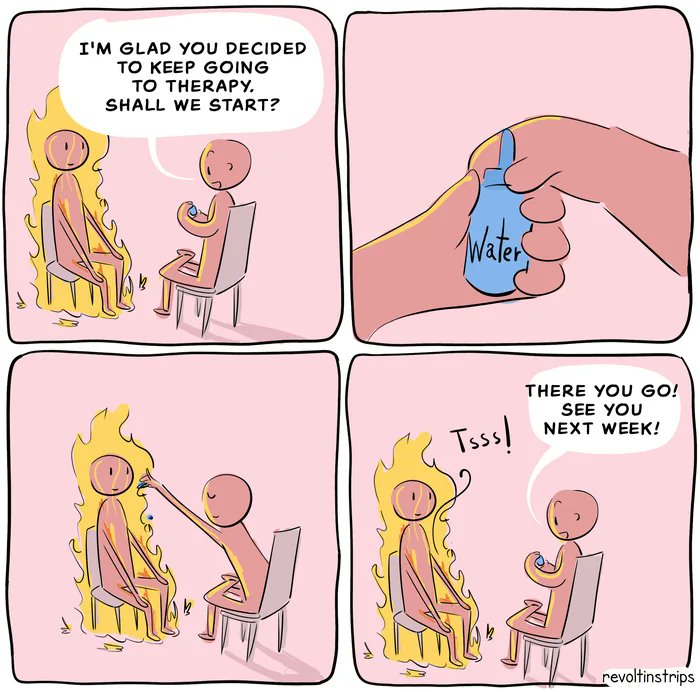 I'M GLAD YOU DECIDED
TO KEEP GOING
TO THERAPY.
SHALL WE START?
Water
Tsss!
THERE YOU GO!
SEE YOU
NEXT WEEK!
revoltinstrips